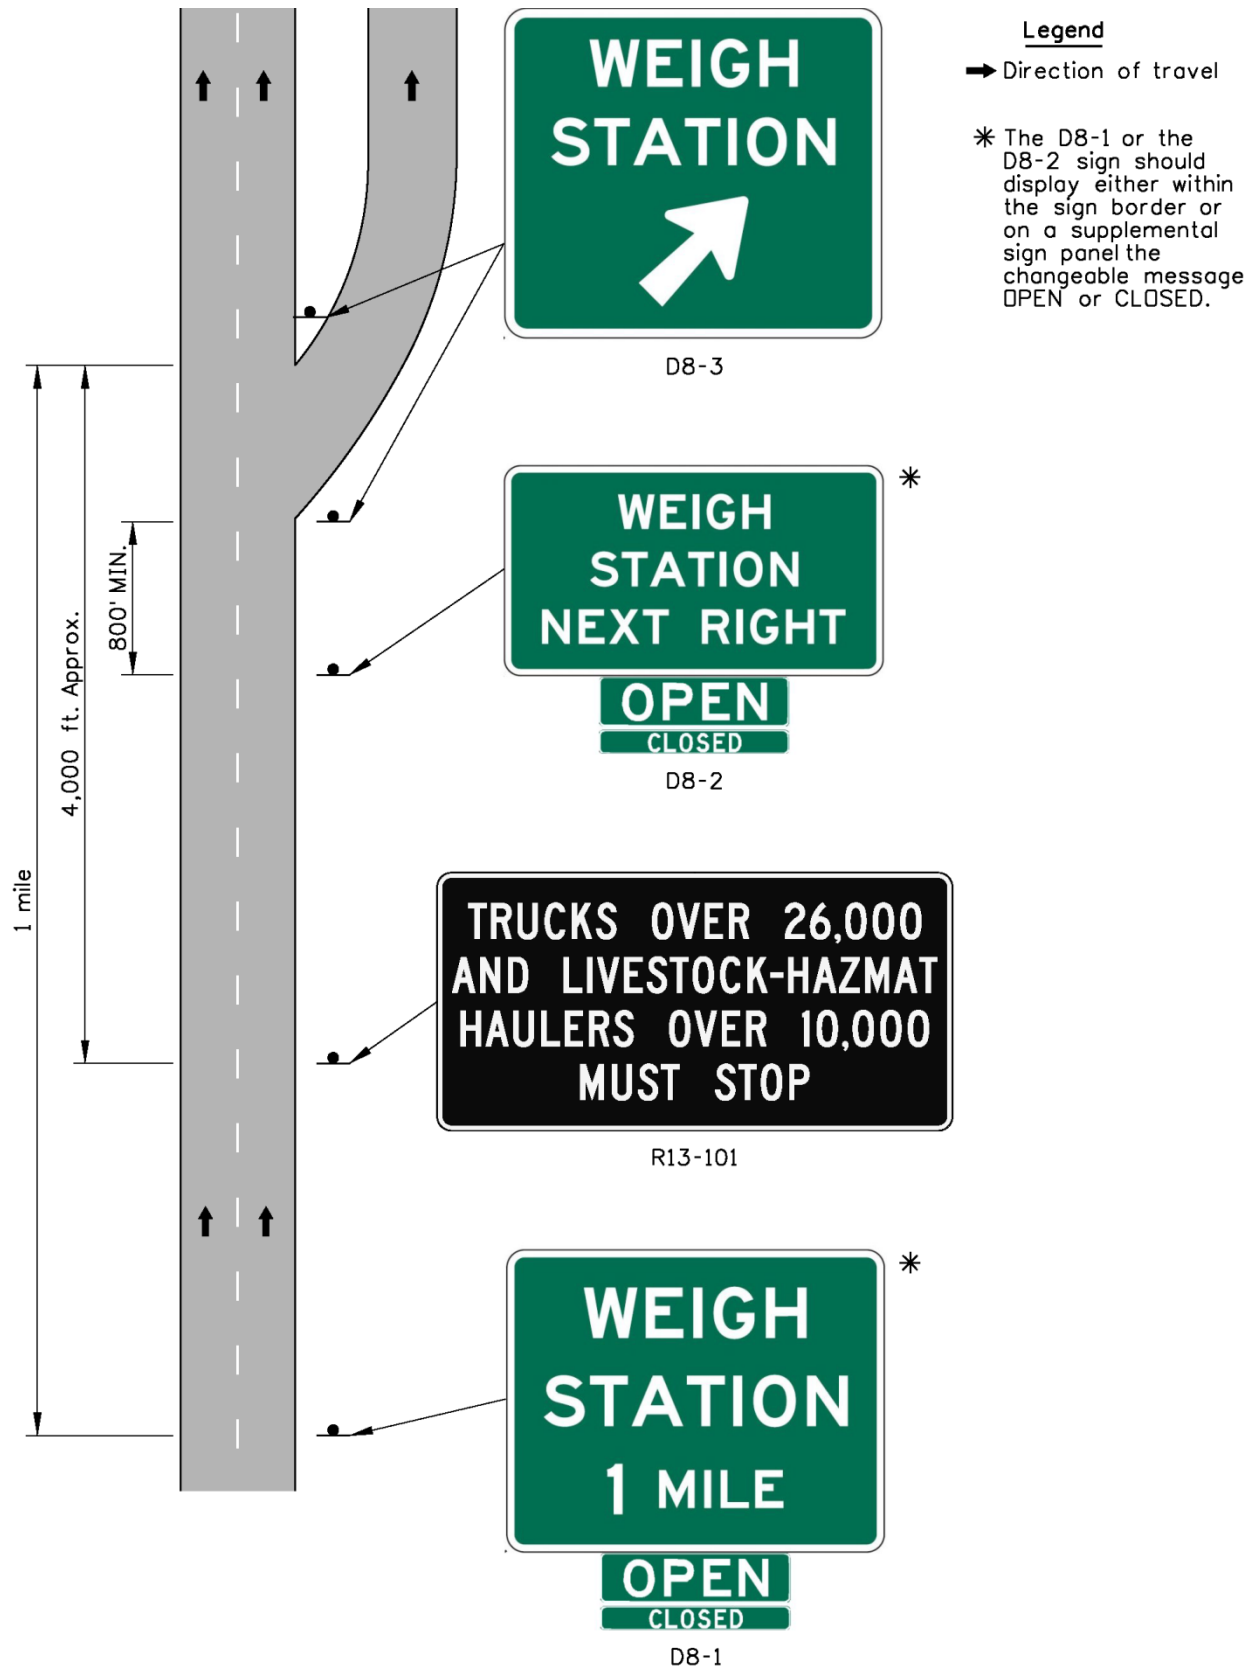 WEIGH
STATION
D8-3
Legend
Direction of travel
* The D8-1 or the
D8-2 sign should
display either within
the sign border or
on a supplemental
sign panel the
changeable message
OPEN or CLOSED.
1 mile
4,000 ft. Approx.
800' MIN.
*
WEIGH
STATION
NEXT RIGHT
OPEN
CLOSED
D8-2
TRUCKS OVER 26,000
AND LIVESTOCK-HAZMAT
HAULERS OVER 10,000
MUST STOP
R13-101
*
WEIGH
STATION
1 MILE
OPEN
CLOSED
D8-1